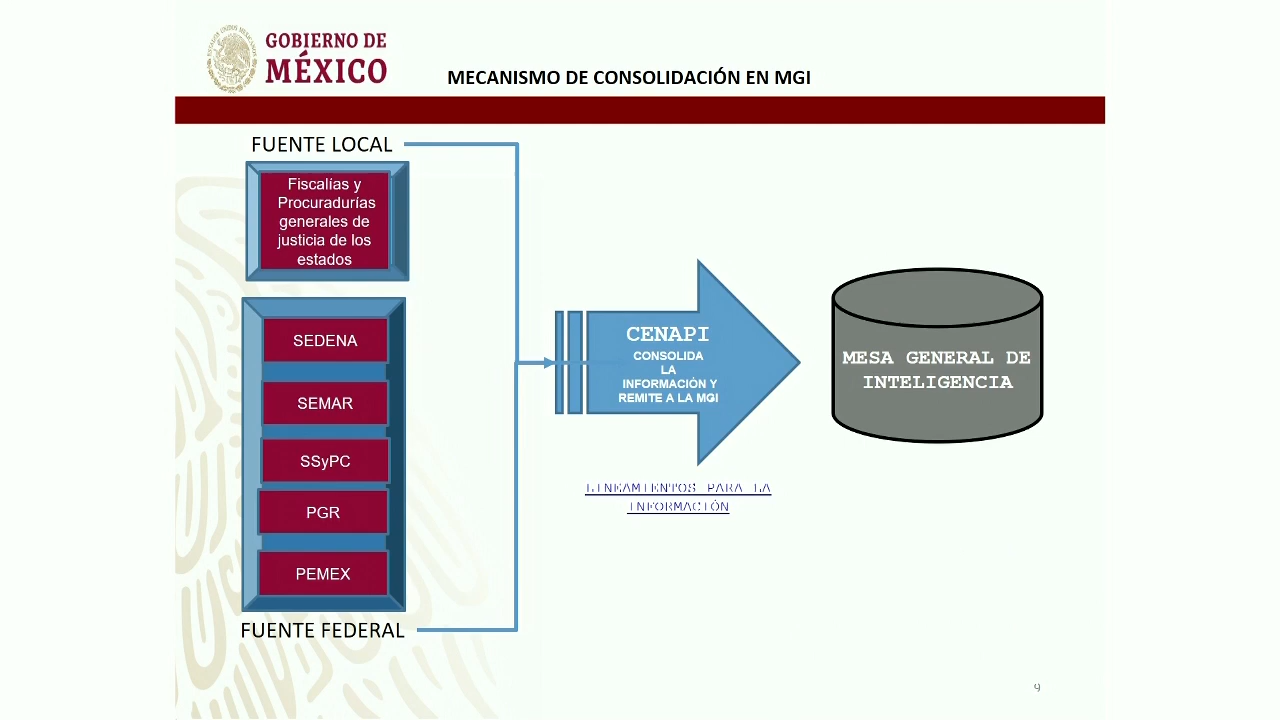 GOBIERNO DE
MÉXICO
MECANISMO DE CONSOLIDACIÓN EN MGI
FUENTE LOCAL
Fiscalías y
Procuradurías
generales de
justicia de los
estados
SEDENA
SEMAR
SSyPC
PGR
PEMEX
FUENTE FEDERAL
CENAPI
CONSOLIDA
LA
INFORMACIÓN Y
REMITE A LA MGI
LINEAMIENTOS PARA LA
INFORMACIÓN
MESA GENERAL DE
INTELIGENCIA
9